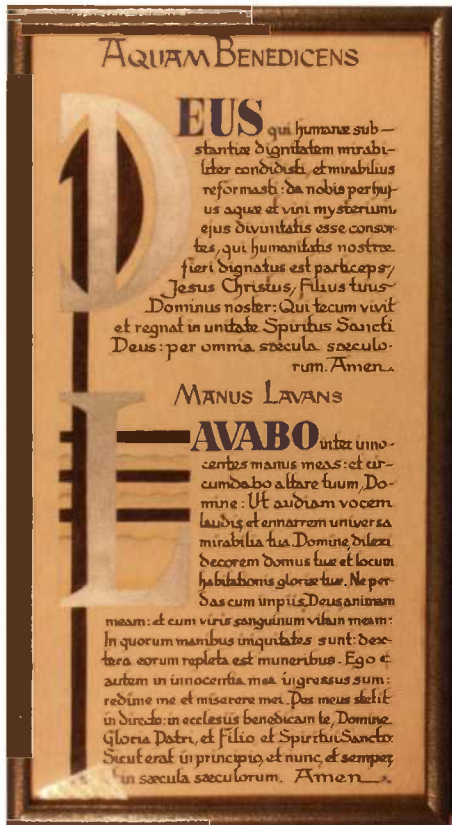 AQUAM BENEDICENS
DEUS qui humanæ sub—
stantiæ dignitatem mirabi-
liter condidisti, et mirabilius
reformasti: da nobis per huj-
us aquæ et vini mysterium,
ejus divinitatis esse consor-
tes, qui humanitatis nostræ
fieri dignatus est particeps,
Jesus Christus, Filius tuus
Dominus noster: Qui tecum vivit
et regnat in unitate Spiritus Sancti
Deus: per omnia sæcula sæculo-
rum. Amen.
MANUS LAVANS
LAVABO inter inno-
centes manus meas: et cir-
cumdabo altare tuum, Do-
mine: Ut audiam vocem
laudis, et ennarrem universa
mirabilia tua. Domine, dilexi
decorem domus tuæ et locum
habitationis gloriæ tuæ. Ne per-
das cum impiis, Deus animam
meam: et cum viris sanguinum vitam meam:
In quorum manibus iniquitates sunt: dex-
tera eorum repleta est muneribus. Ego
autem in innocentia mea ingressus sum:
redime me et miserere mei. Pes meus stetit
in directo: in ecclesiis benedicam te, Domine.
Gloria Patri, et Filio et Spiritui Sancto:
Sicut erat in principio, et nunc, et semper,
in sæcula sæculorum. Amen.